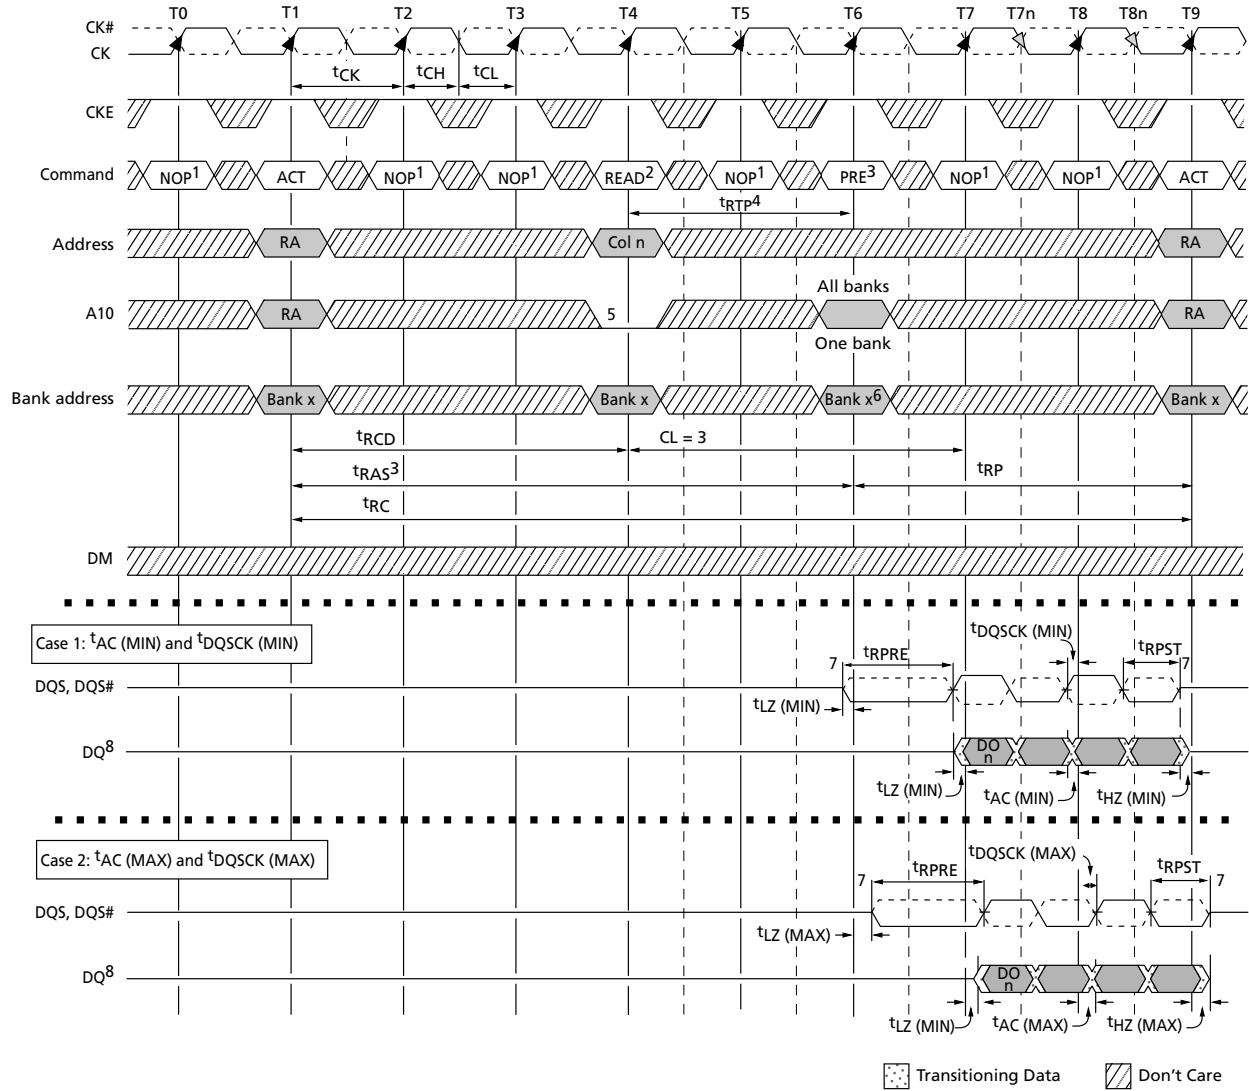 T0 T1 T2 T3 T4 T5 T6 T7 T7n T8 T8n T9
CK#
CK
tCK tCH tCL
CKE
Command NOP1 ACT NOP1 NOP1 READ2 NOP1 PRE3 NOP1 NOP1 ACT
tRTP4
Address RA Col n RA
All banks
A10 RA 5 RA
One bank
Bank address Bank x Bank x Bank x6 Bank x
tRCD CL = 3
tRAS3 tRP
tRC
DM
Case 1: tAC (MIN) and tDQSCK (MIN)
tDQSCK (MIN)
7 tRPRE tRPST 7
DQS, DQS#
tLZ (MIN)
DQ8 DO n
tLZ (MIN) tAC (MIN) tHZ (MIN)
Case 2: tAC (MAX) and tDQSCK (MAX)
tDQSCK (MAX)
7 tRPRE tRPST 7
DQS, DQS#
tLZ (MAX)
DQ8 DO n
tLZ (MIN) tAC (MAX) tHZ (MAX)
Transitioning Data Don't Care